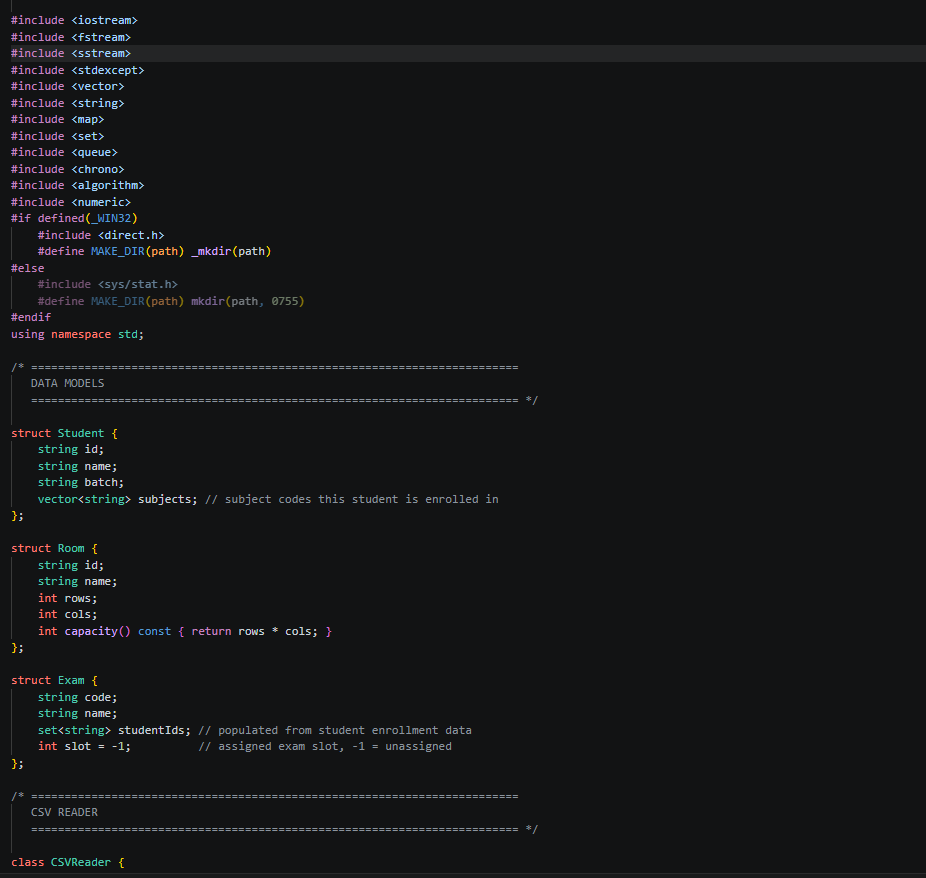 #include <iostream>
#include <fstream>
#include <sstream>
#include <stdexcept>
#include <vector>
#include <string>
#include <map>
#include <set>
#include <queue>
#include <chrono>
#include <algorithm>
#include <numeric>
#if defined(_WIN32)
    #include <direct.h>
    #define MAKE_DIR(path) _mkdir(path)
#else
    #include <sys/stat.h>
    #define MAKE_DIR(path) mkdir(path, 0755)
#endif
using namespace std;

/* =========================================================================
   DATA MODELS
   ========================================================================= */

struct Student {
    string id;
    string name;
    string batch;
    vector<string> subjects; // subject codes this student is enrolled in
};

struct Room {
    string id;
    string name;
    int rows;
    int cols;
    int capacity() const { return rows * cols; }
};

struct Exam {
    string code;
    string name;
    set<string> studentIds; // populated from student enrollment data
    int slot = -1;          // assigned exam slot, -1 = unassigned
};

/* =========================================================================
   CSV READER
   ========================================================================= */

class CSVReader {